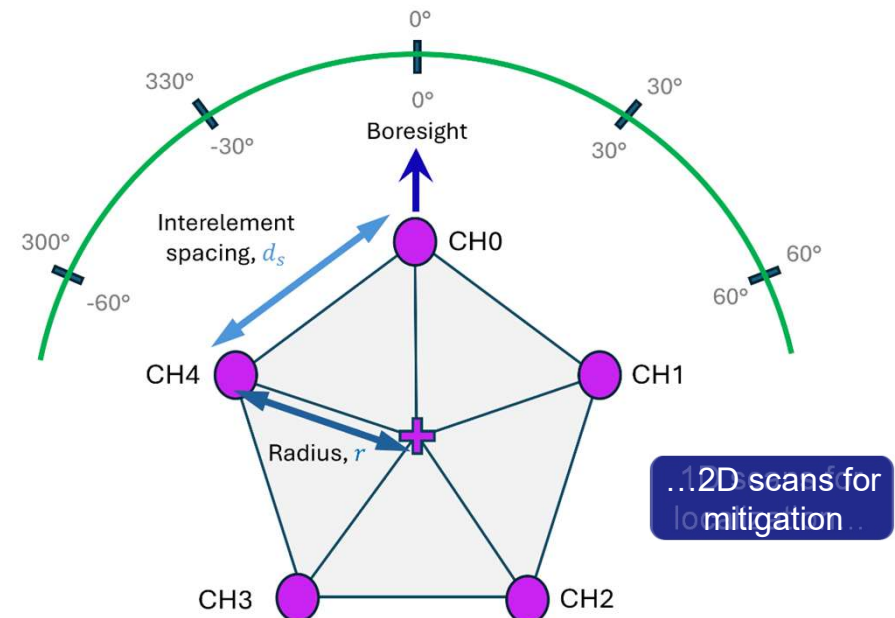 0°
330°
30°
0°
-30°
30°
Boresight
Interelement
spacing, dₛ
CH0
300°
60°
-60°
60°
CH4
CH1
Radius, r
...2D scans for
mitigation
CH3
CH2